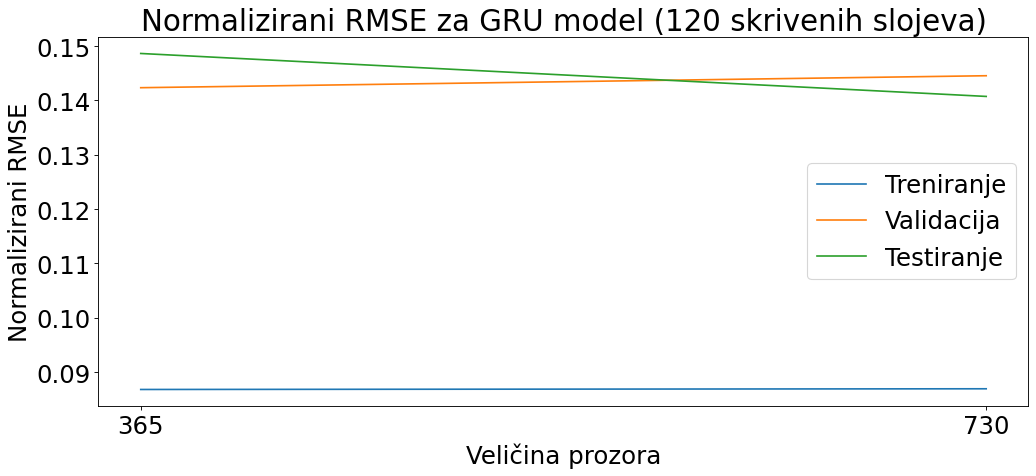 Normalizirani RMSE za GRU model (120 skrivenih slojeva)
Normalizirani RMSE
0.15
0.14
0.13
0.12
0.11
0.10
0.09
Treniranje
Validacija
Testiranje
365
730
Veličina prozora